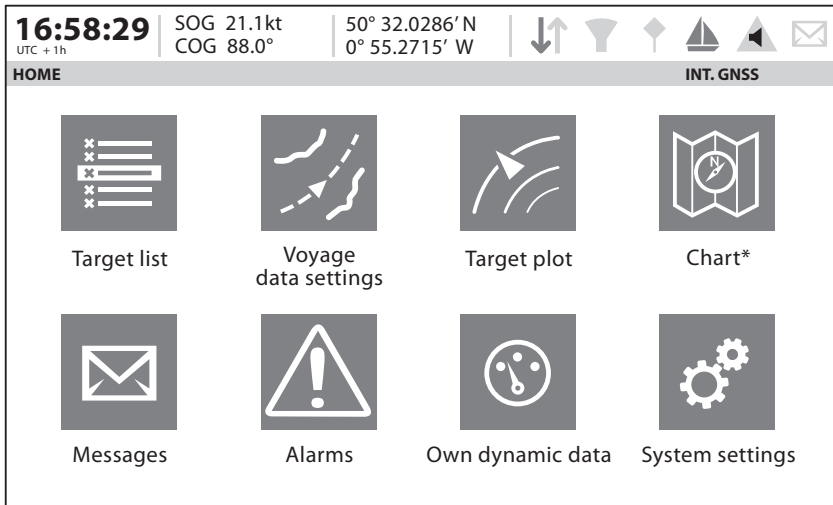 16:58:29
UTC + 1h
SOG 21.1kt
COG 88.0°
50° 32.0286’ N
0° 55.2715’ W
HOME
INT. GNSS
N
Target list
Voyage
data settings
Target plot
Chart*
Messages
Alarms
Own dynamic data
System settings